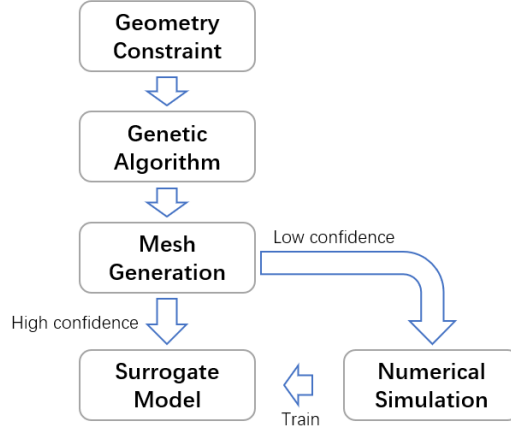 Geometry
Constraint
Genetic
Algorithm
Mesh
Generation
Low confidence
High confidence
Surrogate
Model
Train
Numerical
Simulation